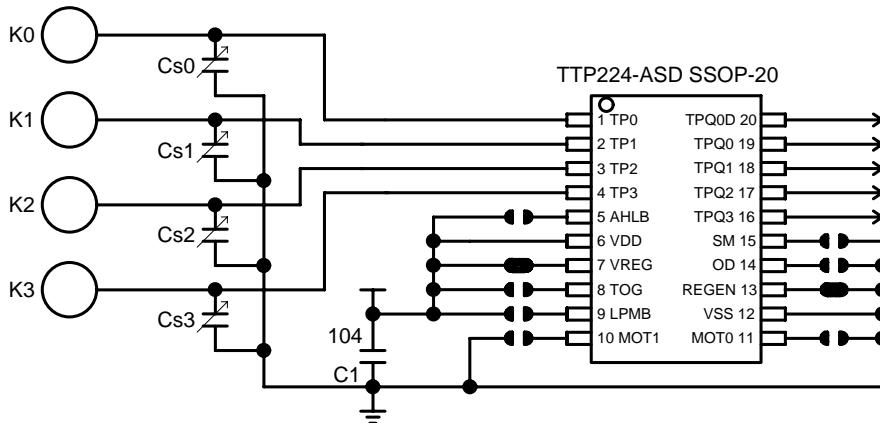 K0
Cs0
K1
Cs1
K2
Cs2
K3
Cs3
104
C1
TTP224-ASD SSOP-20
1 TP0 TPQ0D 20
2 TP1 TPQ0 19
3 TP2 TPQ1 18
4 TP3 TPQ2 17
5 AHLB TPQ3 16
6 VDD SM 15
7 VREG OD 14
8 TOG REGEN 13
9 LPMB VSS 12
10 MOT1 MOT0 11